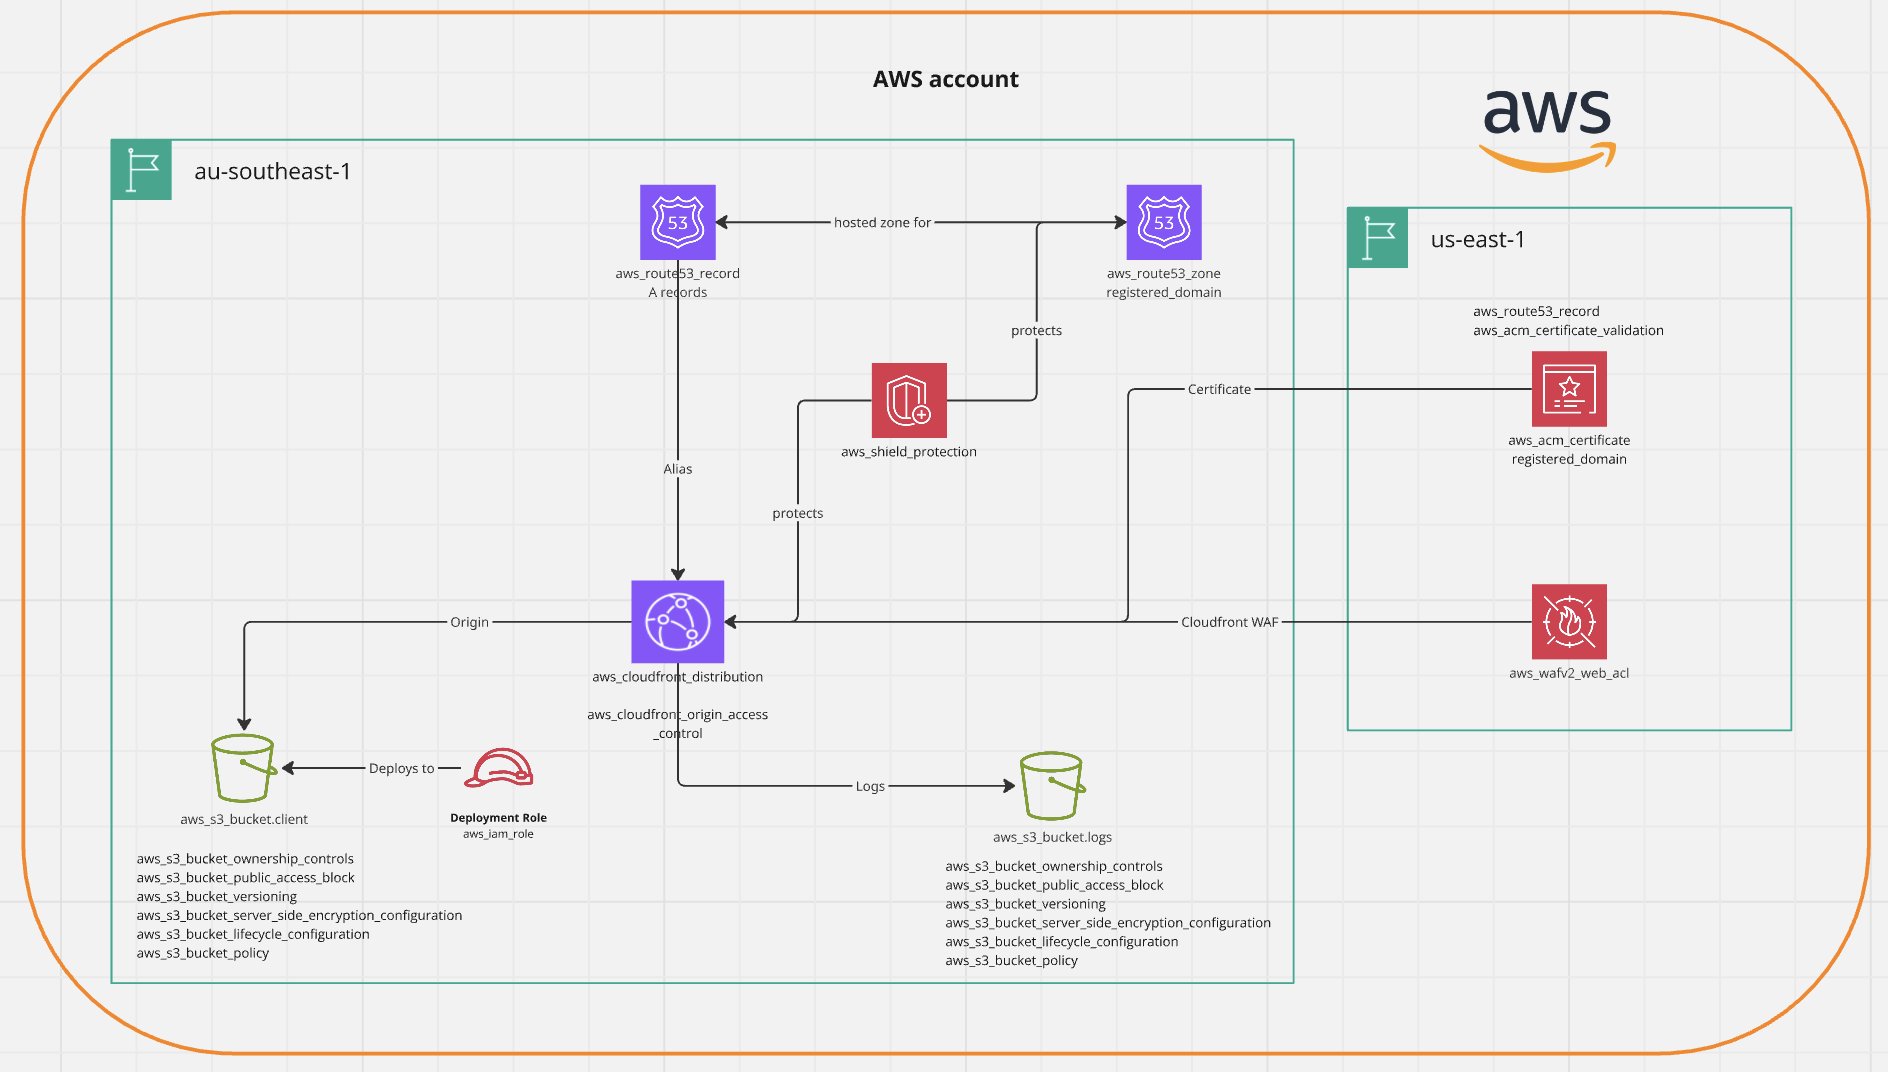 AWS account
aws
au-southeast-1
53
hosted zone for
53
aws_route53_record
A records
aws_route53_zone
registered_domain
protects
aws_shield_protection
Alias
protects
us-east-1
aws_route53_record
aws_acm_certificate_validation
Certificate
aws_acm_certificate
registered_domain
Origin
Cloudfront WAF
aws_wafv2_web_acl
aws_cloudfront_distribution
aws_cloudfront_origin_access
_control
Deploys to
Logs
aws_s3_bucket.client
Deployment Role
aws_iam_role
aws_s3_bucket.logs
aws_s3_bucket_ownership_controls
aws_s3_bucket_public_access_block
aws_s3_bucket_versioning
aws_s3_bucket_server_side_encryption_configuration
aws_s3_bucket_lifecycle_configuration
aws_s3_bucket_policy
aws_s3_bucket_ownership_controls
aws_s3_bucket_public_access_block
aws_s3_bucket_versioning
aws_s3_bucket_server_side_encryption_configuration
aws_s3_bucket_lifecycle_configuration
aws_s3_bucket_policy